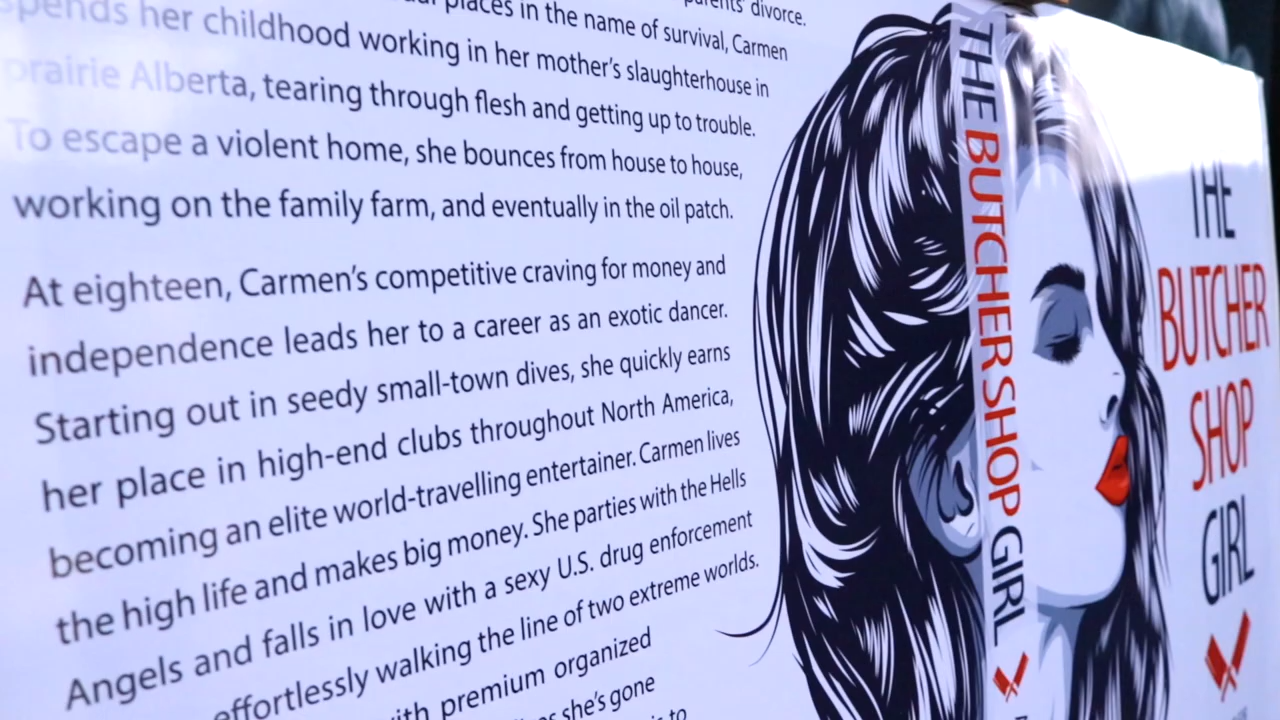 parents' divorce.
places in the name of survival, Carmen
spends her childhood working in her mother's slaughterhouse in
prairie Alberta, tearing through flesh and getting up to trouble.
To escape a violent home, she bounces from house to house,
working on the family farm, and eventually in the oil patch.
At eighteen, Carmen's competitive craving for money and
independence leads her to a career as an exotic dancer.
Starting out in seedy small-town dives, she quickly earns
her place in high-end clubs throughout North America,
becoming an elite world-travelling entertainer. Carmen lives
the high life and makes big money. She parties with the Hells
Angels and falls in love with a sexy U.S. drug enforcement
effortlessly walking the line of two extreme worlds.
with premium organized
she's gone
to
THE BUTCHER SHOP GIRL
THE
BUTCHER
SHOP
GIRL